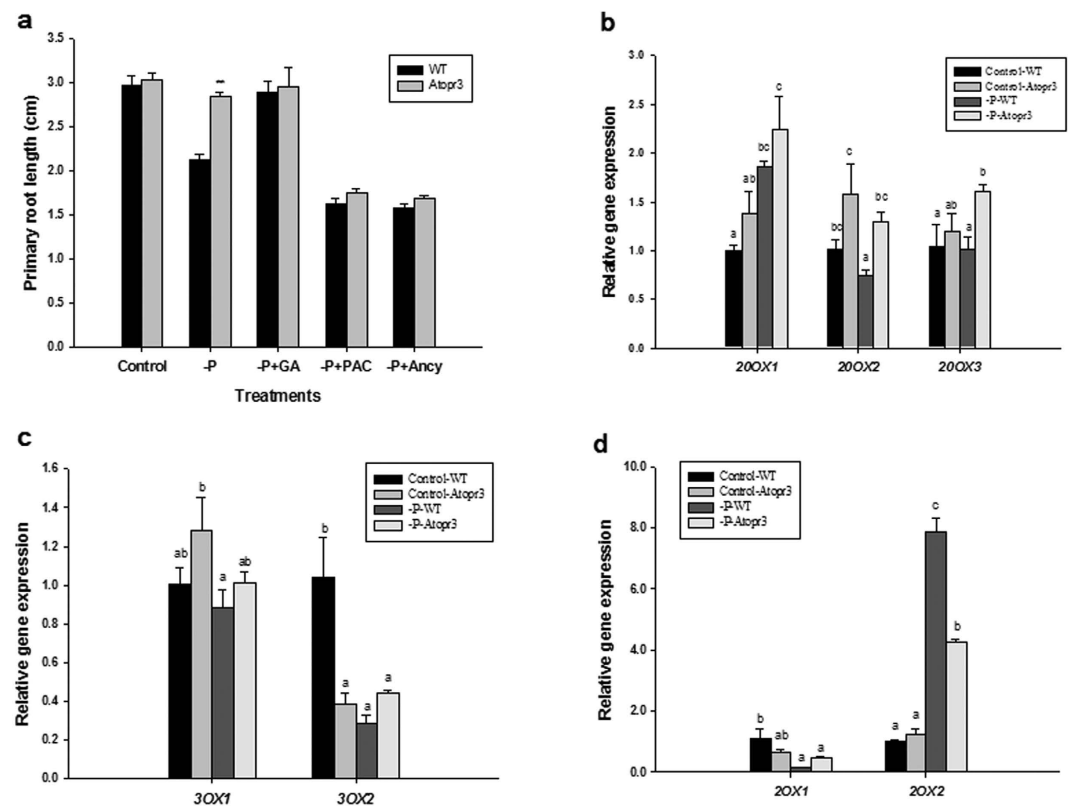 a
Primary root length (cm)
3.5
3.0
2.5
2.0
1.5
1.0
0.5
0.0
**
WT
Atopr3
Control -P -P+GA -P+PAC -P+Ancy
Treatments
b
Relative gene expression
3.0
2.5
2.0
1.5
1.0
0.5
0.0
Control-WT
Control-Atopr3
-P-WT
-P-Atopr3
a ab bc c
bc c a bc
a ab a b
20OX1 20OX2 20OX3
c
Relative gene expression
1.6
1.4
1.2
1.0
0.8
0.6
0.4
0.2
0.0
Control-WT
Control-Atopr3
-P-WT
-P-Atopr3
ab b a ab
b a a a
3OX1 3OX2
d
Relative gene expression
10.0
8.0
6.0
4.0
2.0
0.0
Control-WT
Control-Atopr3
-P-WT
-P-Atopr3
b ab a a
a a c b
2OX1 2OX2